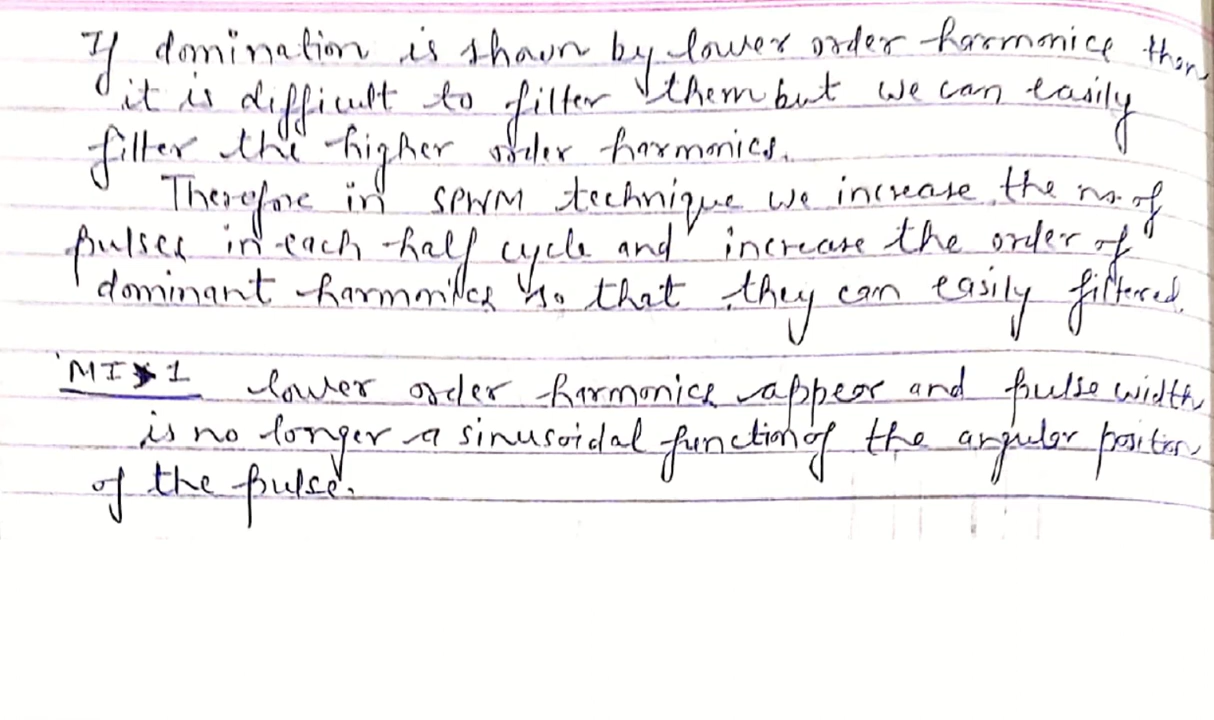 If domination is shown by lower order harmonics then
it is difficult to filter them but we can easily
filter the higher order harmonics.
Therefore in SPWM technique we increase the no. of
pulses in each half cycle and increase the order of
dominant harmonics so that they can easily filtered.
MI > 1 lower order harmonics appear and pulse width
is no longer a sinusoidal function of the angular position
of the pulse.